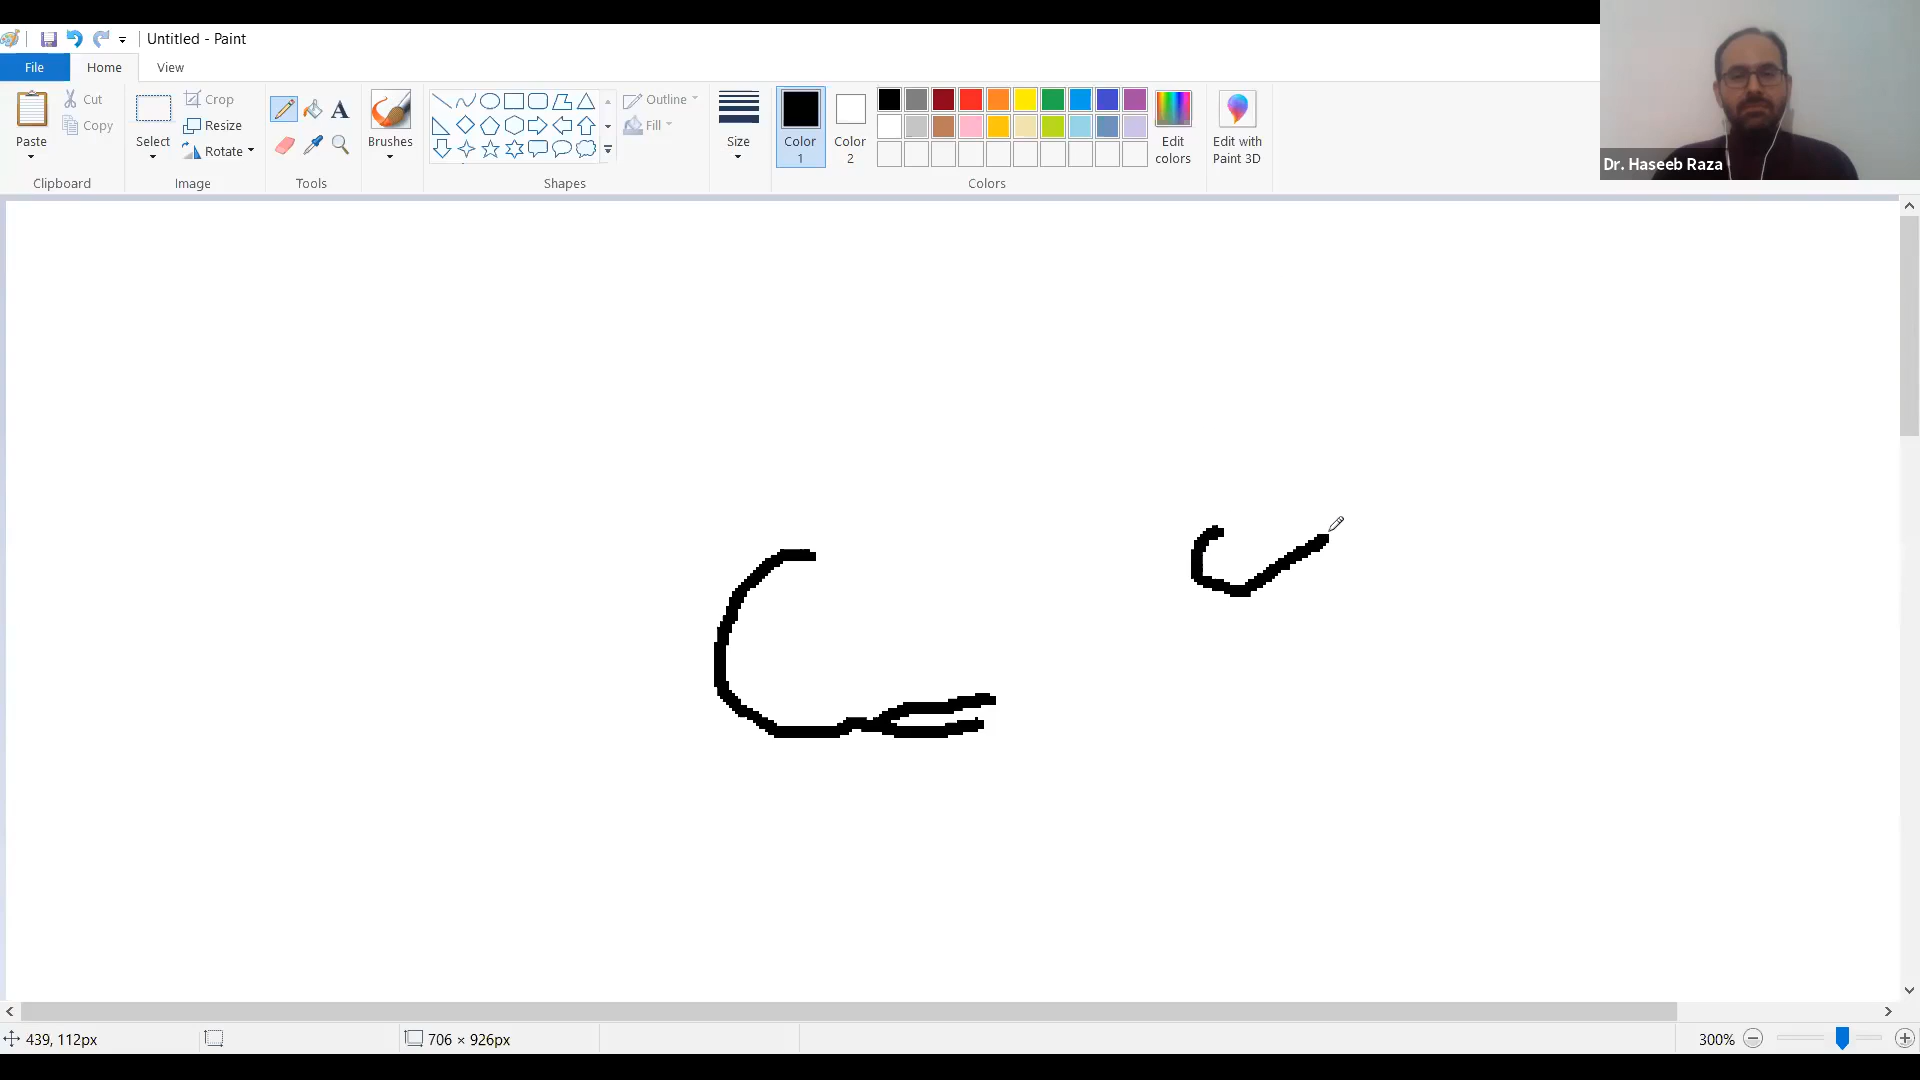 Untitled - Paint
File Home View
Paste Cut Copy Clipboard
Select Crop Resize Rotate Image
Tools
Brushes
Outline Fill Shapes
Size
Color 1 Color 2 Edit colors Colors
Edit with Paint 3D
Dr. Haseeb Raza
439, 112px 706 × 926px 300%